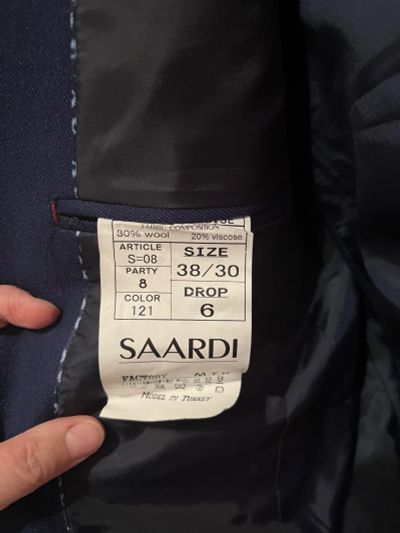 FABRIC COMPOSITION
30% wool 20% viscose
ARTICLE
S=08
PARTY
8
COLOR
121
SIZE
38/30
DROP
6
SAARDI
FACTORY M.T.K
MODEL IN TURKEY